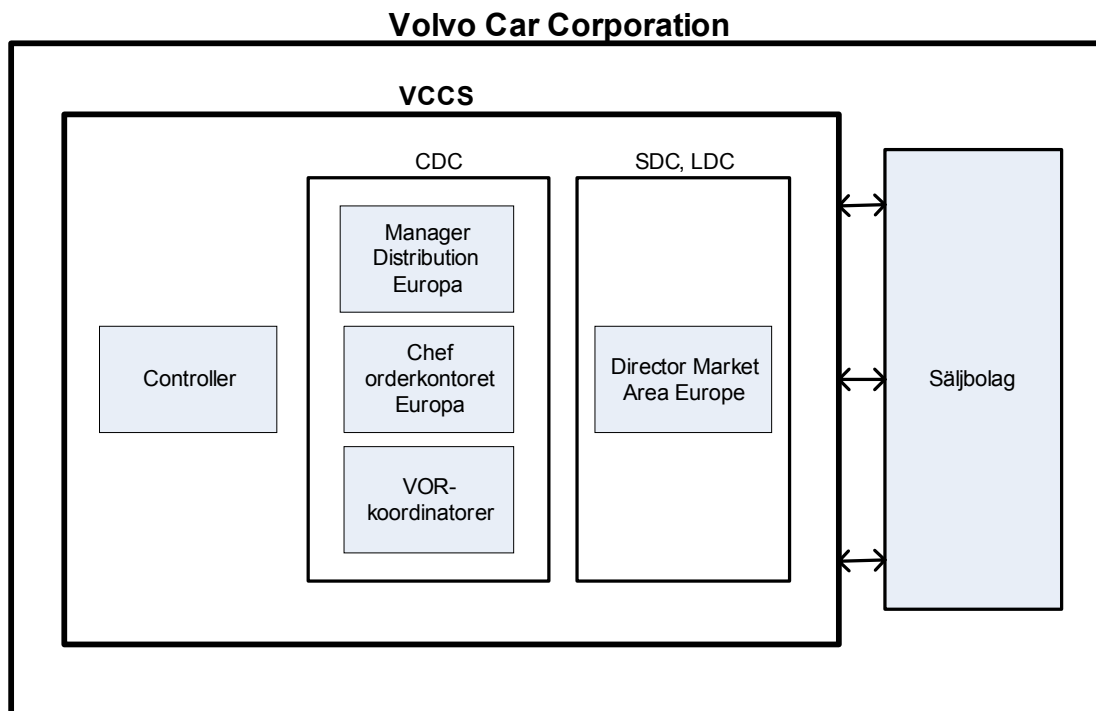 Volvo Car Corporation
VCCS
CDC
SDC, LDC
Manager
Distribution
Europa
Controller
Chef
orderkontoret
Europa
VOR-
koordinatorer
Director Market
Area Europe
Säljbolag